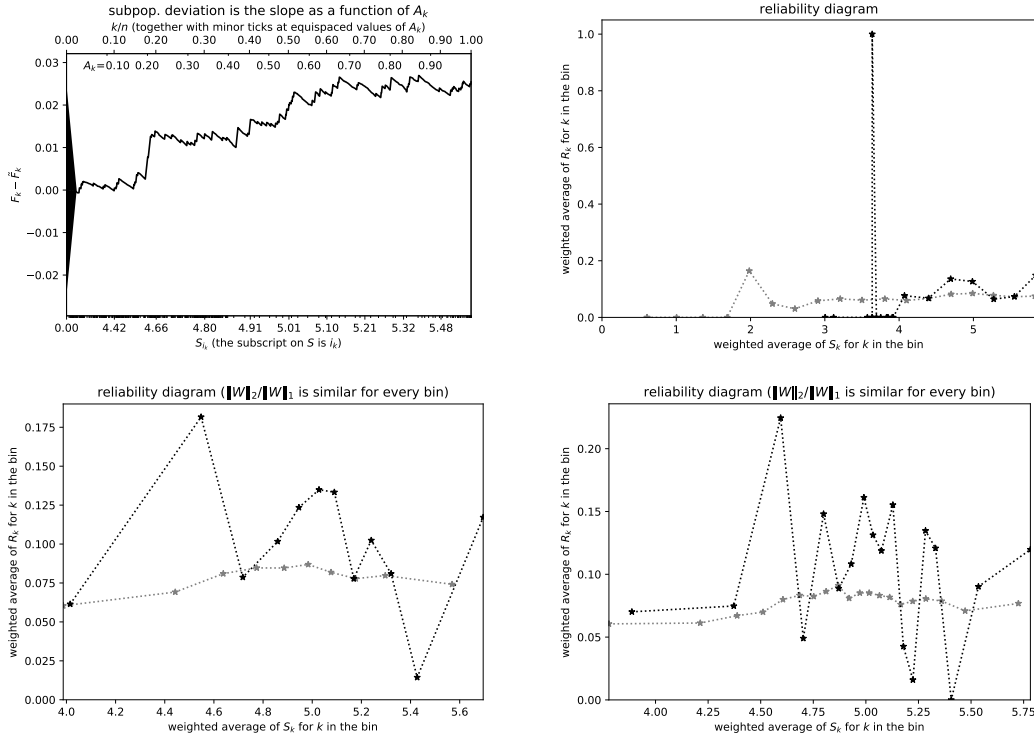 subpop. deviation is the slope as a function of A_k
k/n (together with minor ticks at equispaced values of A_k)
0.00 0.10 0.20 0.30 0.40 0.50 0.60 0.70 0.80 1.00
A_k=0.10 0.20 0.30 0.40 0.50 0.60 0.70 0.80 0.90
0.03
0.02
0.01
0.00
−0.01
−0.02
F_k − F̃_k
0.00 4.42 4.66 4.80 4.91 5.01 5.10 5.21 5.32 5.48
S_{i_k} (the subscript on S is i_k)
reliability diagram
1.0
0.8
0.6
0.4
0.2
0.0
weighted average of R_k for k in the bin
0 1 2 3 4 5
weighted average of S_k for k in the bin
reliability diagram (‖W‖_2/‖W‖_1 is similar for every bin)
0.175
0.150
0.125
0.100
0.075
0.050
0.025
0.000
weighted average of R_k for k in the bin
4.0 4.2 4.4 4.6 4.8 5.0 5.2 5.4 5.6
weighted average of S_k for k in the bin
reliability diagram (‖W‖_2/‖W‖_1 is similar for every bin)
0.20
0.15
0.10
0.05
0.00
weighted average of R_k for k in the bin
4.00 4.25 4.50 4.75 5.00 5.25 5.50 5.75
weighted average of S_k for k in the bin